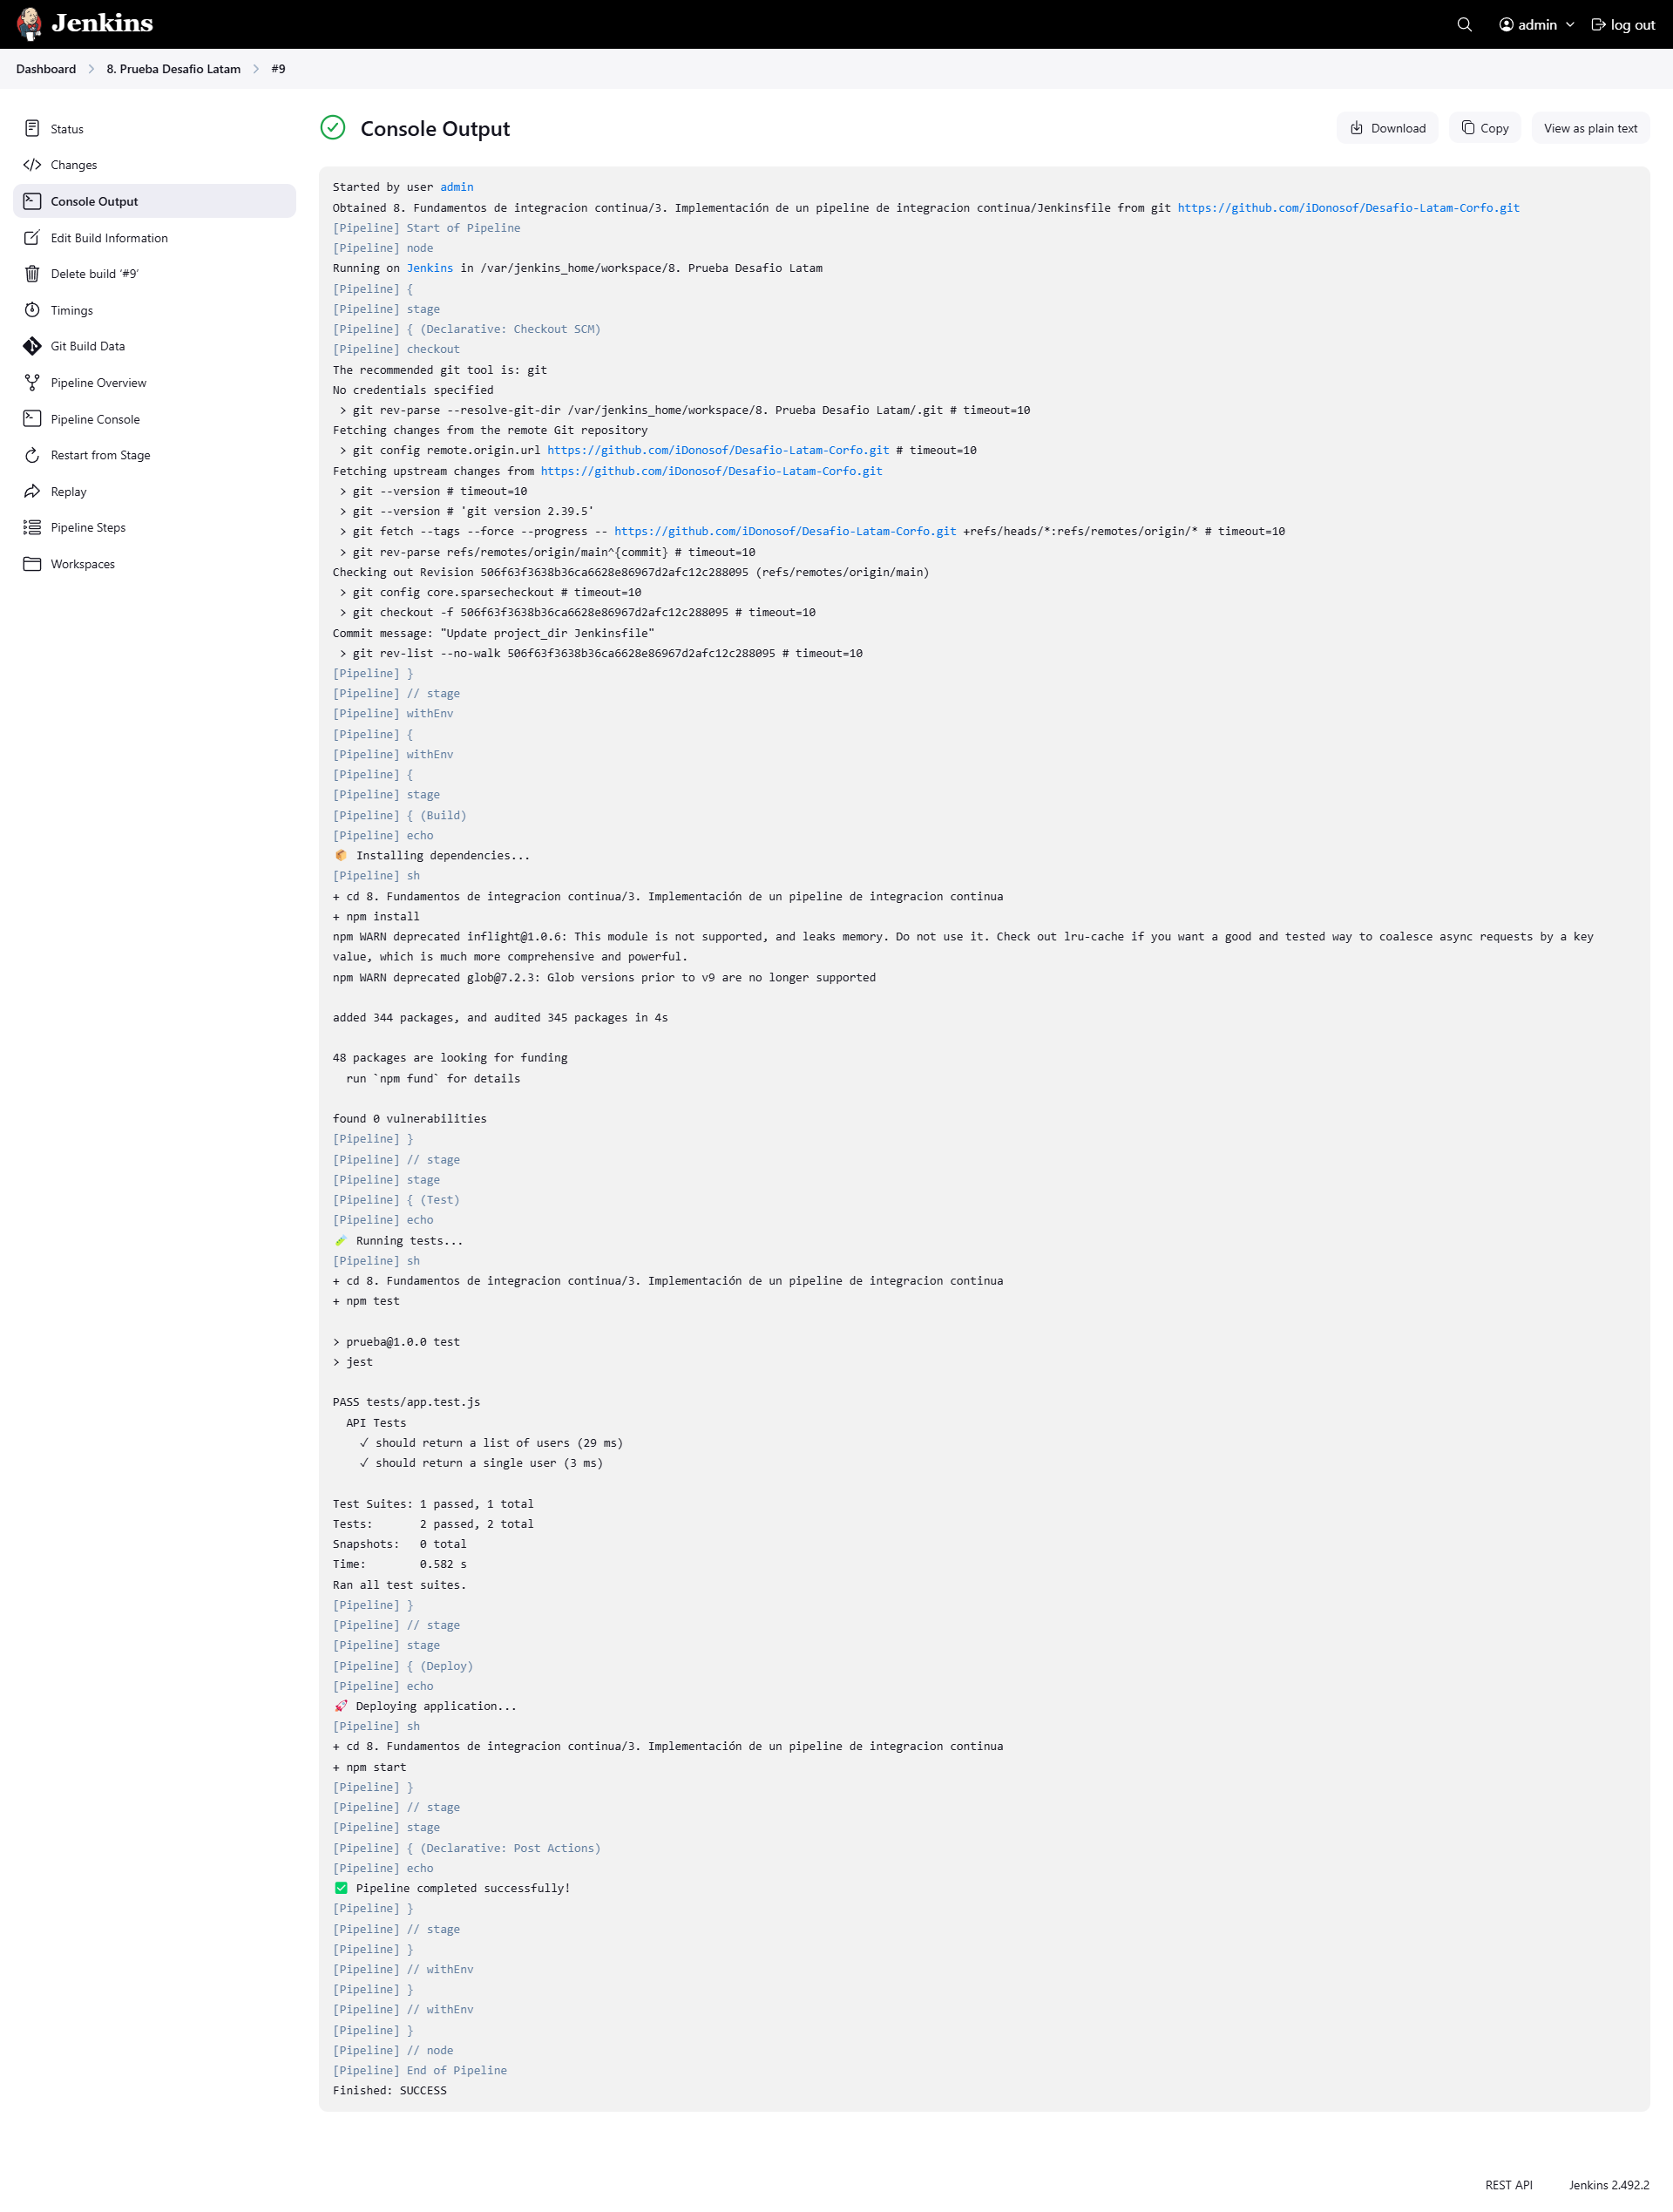 Jenkins
admin
log out
Dashboard > 8. Prueba Desafio Latam > #9
Status
Changes
Console Output
Edit Build Information
Delete build ‘#9’
Timings
Git Build Data
Pipeline Overview
Pipeline Console
Restart from Stage
Replay
Pipeline Steps
Workspaces
Console Output
Download
Copy
View as plain text
Started by user admin
Obtained 8. Fundamentos de integracion continua/3. Implementación de un pipeline de integracion continua/Jenkinsfile from git https://github.com/iDonosof/Desafio-Latam-Corfo.git
[Pipeline] Start of Pipeline
[Pipeline] node
Running on Jenkins in /var/jenkins_home/workspace/8. Prueba Desafio Latam
[Pipeline] {
[Pipeline] stage
[Pipeline] { (Declarative: Checkout SCM)
[Pipeline] checkout
The recommended git tool is: git
No credentials specified
 > git rev-parse --resolve-git-dir /var/jenkins_home/workspace/8. Prueba Desafio Latam/.git # timeout=10
Fetching changes from the remote Git repository
 > git config remote.origin.url https://github.com/iDonosof/Desafio-Latam-Corfo.git # timeout=10
Fetching upstream changes from https://github.com/iDonosof/Desafio-Latam-Corfo.git
 > git --version # timeout=10
 > git --version # 'git version 2.39.5'
 > git fetch --tags --force --progress -- https://github.com/iDonosof/Desafio-Latam-Corfo.git +refs/heads/*:refs/remotes/origin/* # timeout=10
 > git rev-parse refs/remotes/origin/main^{commit} # timeout=10
Checking out Revision 506f63f3638b36ca6628e86967d2afc12c288095 (refs/remotes/origin/main)
 > git config core.sparsecheckout # timeout=10
 > git checkout -f 506f63f3638b36ca6628e86967d2afc12c288095 # timeout=10
Commit message: "Update project_dir Jenkinsfile"
 > git rev-list --no-walk 506f63f3638b36ca6628e86967d2afc12c288095 # timeout=10
[Pipeline] }
[Pipeline] // stage
[Pipeline] withEnv
[Pipeline] {
[Pipeline] withEnv
[Pipeline] {
[Pipeline] stage
[Pipeline] { (Build)
[Pipeline] echo
📦 Installing dependencies...
[Pipeline] sh
+ cd 8. Fundamentos de integracion continua/3. Implementación de un pipeline de integracion continua
+ npm install
npm WARN deprecated inflight@1.0.6: This module is not supported, and leaks memory. Do not use it. Check out lru-cache if you want a good and tested way to coalesce async requests by a key
value, which is much more comprehensive and powerful.
npm WARN deprecated glob@7.2.3: Glob versions prior to v9 are no longer supported
added 344 packages, and audited 345 packages in 4s
48 packages are looking for funding
  run `npm fund` for details
found 0 vulnerabilities
[Pipeline] }
[Pipeline] // stage
[Pipeline] stage
[Pipeline] { (Test)
[Pipeline] echo
🧪 Running tests...
[Pipeline] sh
+ cd 8. Fundamentos de integracion continua/3. Implementación de un pipeline de integracion continua
+ npm test
> prueba@1.0.0 test
> jest
PASS tests/app.test.js
  API Tests
    ✓ should return a list of users (29 ms)
    ✓ should return a single user (3 ms)
Test Suites: 1 passed, 1 total
Tests:       2 passed, 2 total
Snapshots:   0 total
Time:        0.582 s
Ran all test suites.
[Pipeline] }
[Pipeline] // stage
[Pipeline] stage
[Pipeline] { (Deploy)
[Pipeline] echo
🚀 Deploying application...
[Pipeline] sh
+ cd 8. Fundamentos de integracion continua/3. Implementación de un pipeline de integracion continua
+ npm start
[Pipeline] }
[Pipeline] // stage
[Pipeline] stage
[Pipeline] { (Declarative: Post Actions)
[Pipeline] echo
✅ Pipeline completed successfully!
[Pipeline] }
[Pipeline] // stage
[Pipeline] }
[Pipeline] // withEnv
[Pipeline] }
[Pipeline] // withEnv
[Pipeline] }
[Pipeline] // node
[Pipeline] End of Pipeline
Finished: SUCCESS
REST API
Jenkins 2.492.2